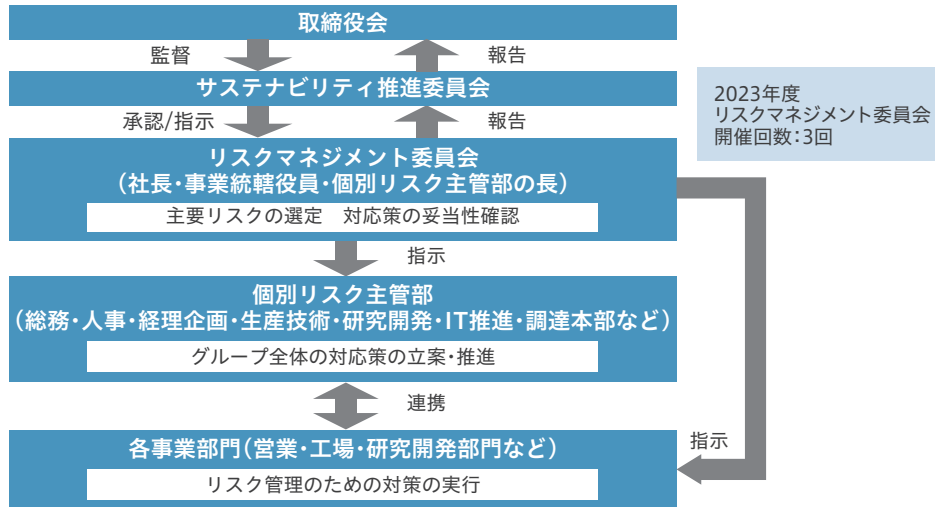 取締役会
監督
報告
サステナビリティ推進委員会
承認/指示
報告
2023年度
リスクマネジメント委員会
開催回数:3回
リスクマネジメント委員会
(社長・事業統轄役員・個別リスク主管部の長)
主要リスクの選定　対応策の妥当性確認
指示
個別リスク主管部
(総務・人事・経理企画・生産技術・研究開発・IT推進・調達本部など)
グループ全体の対応策の立案・推進
連携
各事業部門(営業・工場・研究開発部門など)
指示
リスク管理のための対策の実行